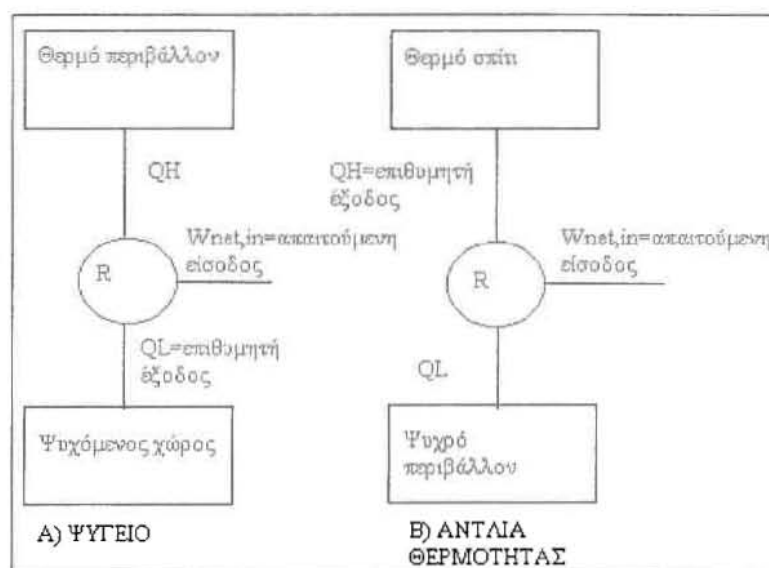 Θερμό περιβάλλον
QH
Wnet,in=απαιτούμενη
είσοδος
R
QL=επιθυμητή
έξοδος
Ψυχόμενος χώρος
Α) ΨΥΓΕΙΟ
Θερμό σπίτι
QH=επιθυμητή
έξοδος
Wnet,in=απαιτούμενη
είσοδος
R
QL
Ψυχρό
περιβάλλον
Β) ΑΝΤΛΙΑ
ΘΕΡΜΟΤΗΤΑΣ